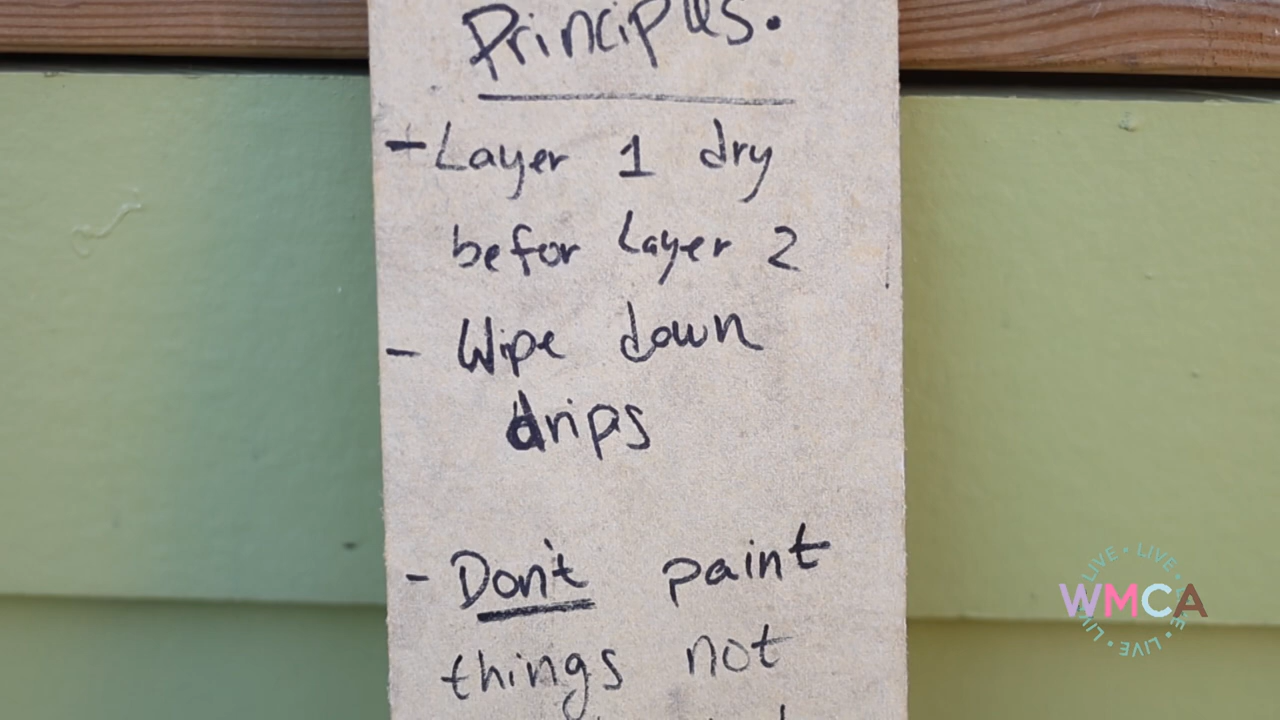 Principles.
- Layer 1 dry
befor Layer 2
- Wipe down
drips
- Don't paint
things not
LIVE • LIVE • LIVE • LIVE • LIVE •
WMCA